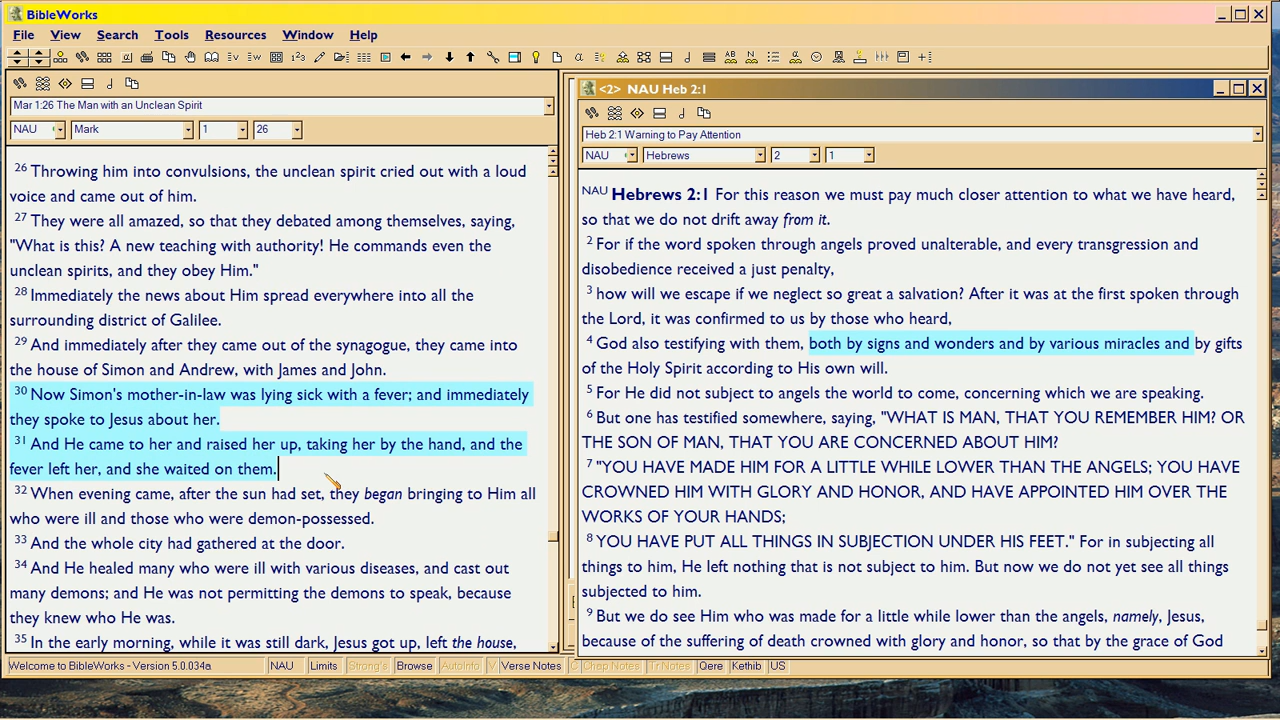 BibleWorks
File View Search Tools Resources Window Help
Mar 1:26 The Man with an Unclean Spirit
NAU Mark 1 26
26 Throwing him into convulsions, the unclean spirit cried out with a loud
voice and came out of him.
27 They were all amazed, so that they debated among themselves, saying,
"What is this? A new teaching with authority! He commands even the
unclean spirits, and they obey Him."
28 Immediately the news about Him spread everywhere into all the
surrounding district of Galilee.
29 And immediately after they came out of the synagogue, they came into
the house of Simon and Andrew, with James and John.
30 Now Simon's mother-in-law was lying sick with a fever; and immediately
they spoke to Jesus about her.
31 And He came to her and raised her up, taking her by the hand, and the
fever left her, and she waited on them.
32 When evening came, after the sun had set, they began bringing to Him all
who were ill and those who were demon-possessed.
33 And the whole city had gathered at the door.
34 And He healed many who were ill with various diseases, and cast out
many demons; and He was not permitting the demons to speak, because
they knew who He was.
35 In the early morning, while it was still dark, Jesus got up, left the house,
<2> NAU Heb 2:1
Heb 2:1 Warning to Pay Attention
NAU Hebrews 2 1
NAU Hebrews 2:1 For this reason we must pay much closer attention to what we have heard,
so that we do not drift away from it.
2 For if the word spoken through angels proved unalterable, and every transgression and
disobedience received a just penalty,
3 how will we escape if we neglect so great a salvation? After it was at the first spoken through
the Lord, it was confirmed to us by those who heard,
4 God also testifying with them, both by signs and wonders and by various miracles and by gifts
of the Holy Spirit according to His own will.
5 For He did not subject to angels the world to come, concerning which we are speaking.
6 But one has testified somewhere, saying, "WHAT IS MAN, THAT YOU REMEMBER HIM? OR
THE SON OF MAN, THAT YOU ARE CONCERNED ABOUT HIM?
7 "YOU HAVE MADE HIM FOR A LITTLE WHILE LOWER THAN THE ANGELS; YOU HAVE
CROWNED HIM WITH GLORY AND HONOR, AND HAVE APPOINTED HIM OVER THE
WORKS OF YOUR HANDS;
8 YOU HAVE PUT ALL THINGS IN SUBJECTION UNDER HIS FEET." For in subjecting all
things to him, He left nothing that is not subject to him. But now we do not yet see all things
subjected to him.
9 But we do see Him who was made for a little while lower than the angels, namely, Jesus,
because of the suffering of death crowned with glory and honor, so that by the grace of God
Welcome to BibleWorks - Version 5.0.034a NAU Limits Strong's Browse AutoInfo V Verse Notes C Chap Notes Tr Notes Qere Kethib US